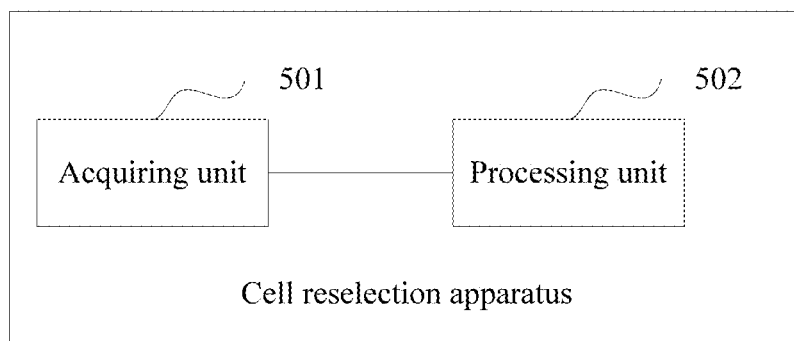 501
502
Acquiring unit
Processing unit
Cell reselection apparatus